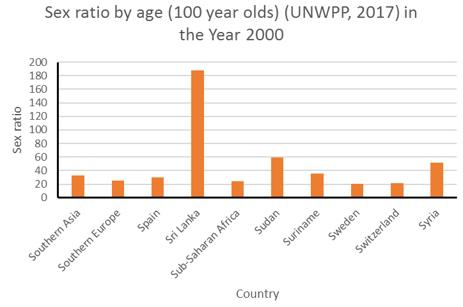 Sex ratio by age (100 year olds) (UNWPP, 2017) in
the Year 2000
200
180
160
140
120
100
80
60
40
20
0
Sex ratio
Southern Asia
Southern Europe
Spain
Sri Lanka
Sub-Saharan Africa
Sudan
Suriname
Sweden
Switzerland
Syria
Country